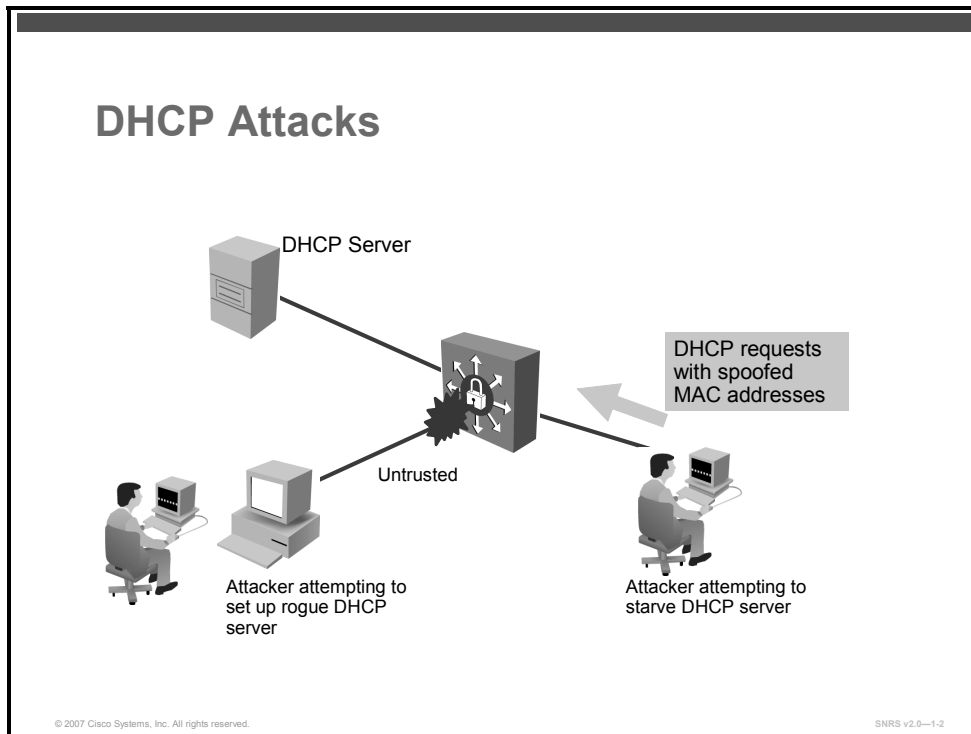 DHCP Attacks
DHCP Server
DHCP requests
with spoofed
MAC addresses
Untrusted
Attacker attempting to
set up rogue DHCP
server
Attacker attempting to
starve DHCP server
© 2007 Cisco Systems, Inc. All rights reserved.
SNRS v2.0—1-2